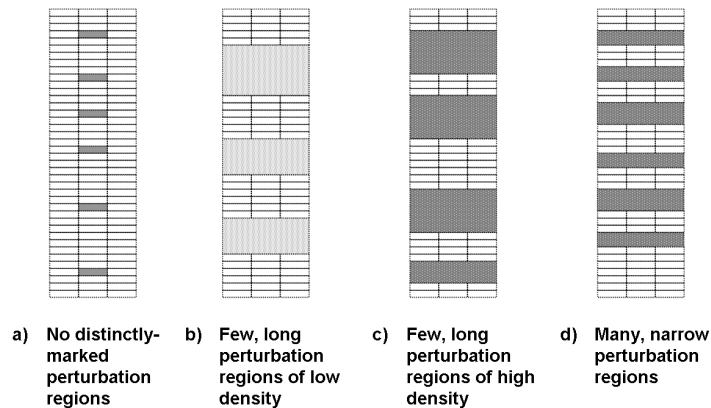 a) No distinctly-
marked
perturbation
regions
b) Few, long
perturbation
regions of low
density
c) Few, long
perturbation
regions of high
density
d) Many, narrow
perturbation
regions